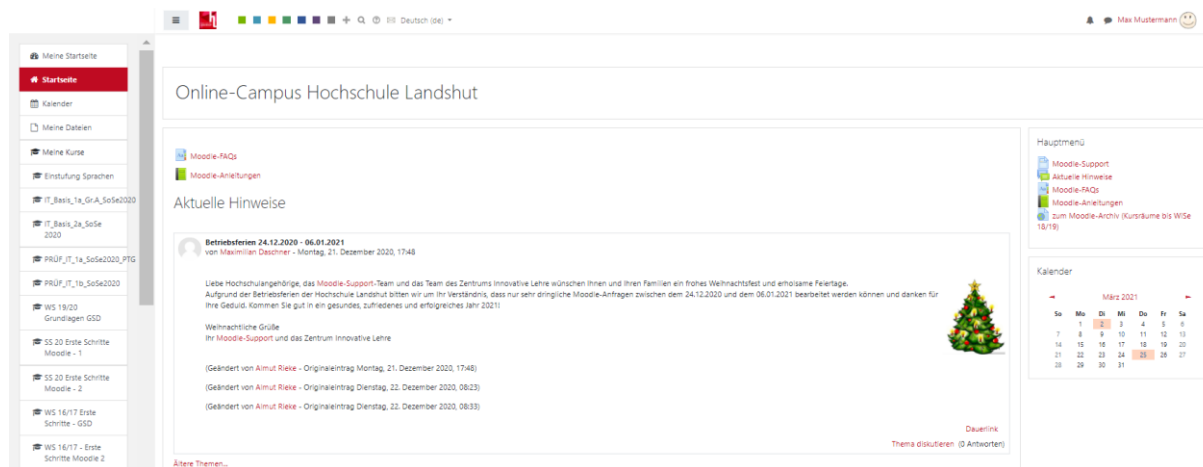 Deutsch (de)
Max Mustermann
Meine Startseite
Startseite
Kalender
Meine Dateien
Meine Kurse
Einstufung Sprachen
IT_Basis_1a_Gr.A_SoSe2020
IT_Basis_2a_SoSe
2020
PRÜF_IT_1a_SoSe2020_PTG
PRÜF_IT_1b_SoSe2020
WS 19/20
Grundlagen GSD
SS 20 Erste Schritte
Moodle - 1
SS 20 Erste Schritte
Moodle - 2
WS 16/17 Erste
Schritte - GSD
WS 16/17 - Erste
Schritte Moodle 2
Online-Campus Hochschule Landshut
Moodle-FAQs
Moodle-Anleitungen
Aktuelle Hinweise
Betriebsferien 24.12.2020 - 06.01.2021
von Maximilian Daschner - Montag, 21. Dezember 2020, 17:48
Liebe Hochschulangehörige, das Moodle-Support-Team und das Team des Zentrums Innovative Lehre wünschen Ihnen und Ihren Familien ein frohes Weihnachtsfest und erholsame Feiertage.
Aufgrund der Betriebsferien der Hochschule Landshut bitten wir um Ihr Verständnis, dass nur sehr dringliche Moodle-Anfragen zwischen dem 24.12.2020 und dem 06.01.2021 bearbeitet werden können und danken für
Ihre Geduld. Kommen Sie gut in ein gesundes, zufriedenes und erfolgreiches Jahr 2021!
Weihnachtliche Grüße
Ihr Moodle-Support und das Zentrum Innovative Lehre
(Geändert von Almut Rieke - Originaleintrag Montag, 21. Dezember 2020, 17:48)
(Geändert von Almut Rieke - Originaleintrag Dienstag, 22. Dezember 2020, 08:23)
(Geändert von Almut Rieke - Originaleintrag Dienstag, 22. Dezember 2020, 08:33)
Dauerlink
Thema diskutieren (0 Antworten)
Ältere Themen...
Hauptmenü
Moodle-Support
Aktuelle Hinweise
Moodle-FAQs
Moodle-Anleitungen
zum Moodle-Archiv (Kursräume bis WiSe
18/19)
Kalender
März 2021
So Mo Di Mi Do Fr Sa
1 2 3 4 5 6
7 8 9 10 11 12 13
14 15 16 17 18 19 20
21 22 23 24 25 26 27
28 29 30 31